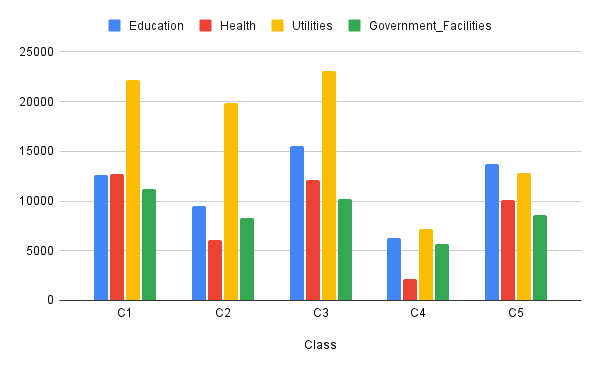 Education Health Utilities Government_Facilities
25000
20000
15000
10000
5000
0
C1 C2 C3 C4 C5
Class